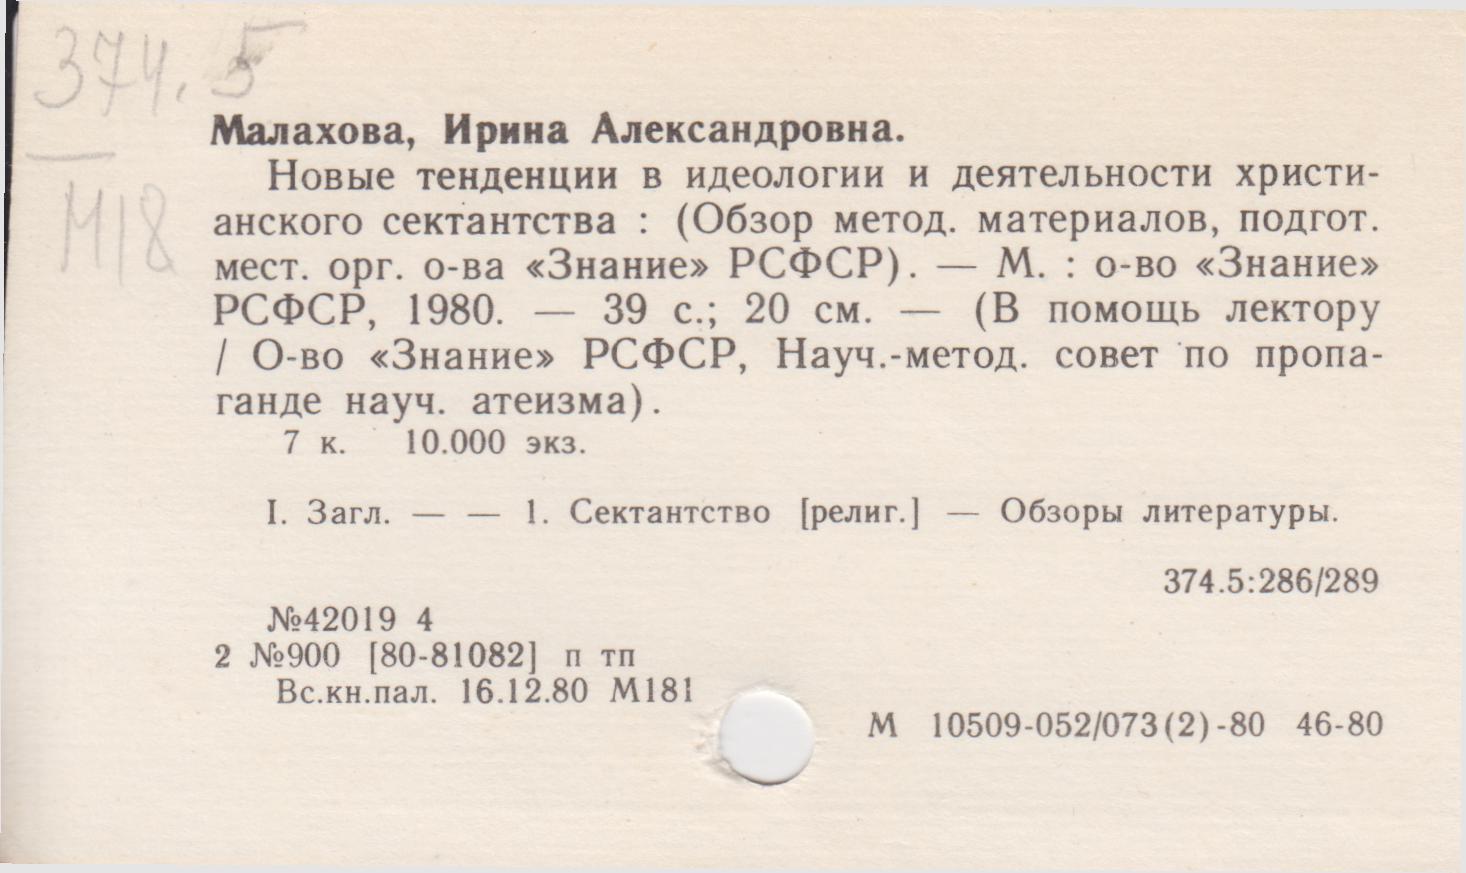 374.5
М18
Малахова, Ирина Александровна.
Новые тенденции в идеологии и деятельности христи-
анского сектантства : (Обзор метод. материалов, подгот.
мест. орг. о-ва «Знание» РСФСР). — М. : о-во «Знание»
РСФСР, 1980. — 39 с.; 20 см. — (В помощь лектору
/ О-во «Знание» РСФСР, Науч.-метод. совет по пропа-
ганде науч. атеизма).
7 к. 10.000 экз.
I. Загл. — — 1. Сектантство [религ.] — Обзоры литературы.
374.5:286/289
№42019 4
2 №900 [80-81082] п тп
Вс.кн.пал. 16.12.80 М181
М 10509-052/073(2)-80 46-80